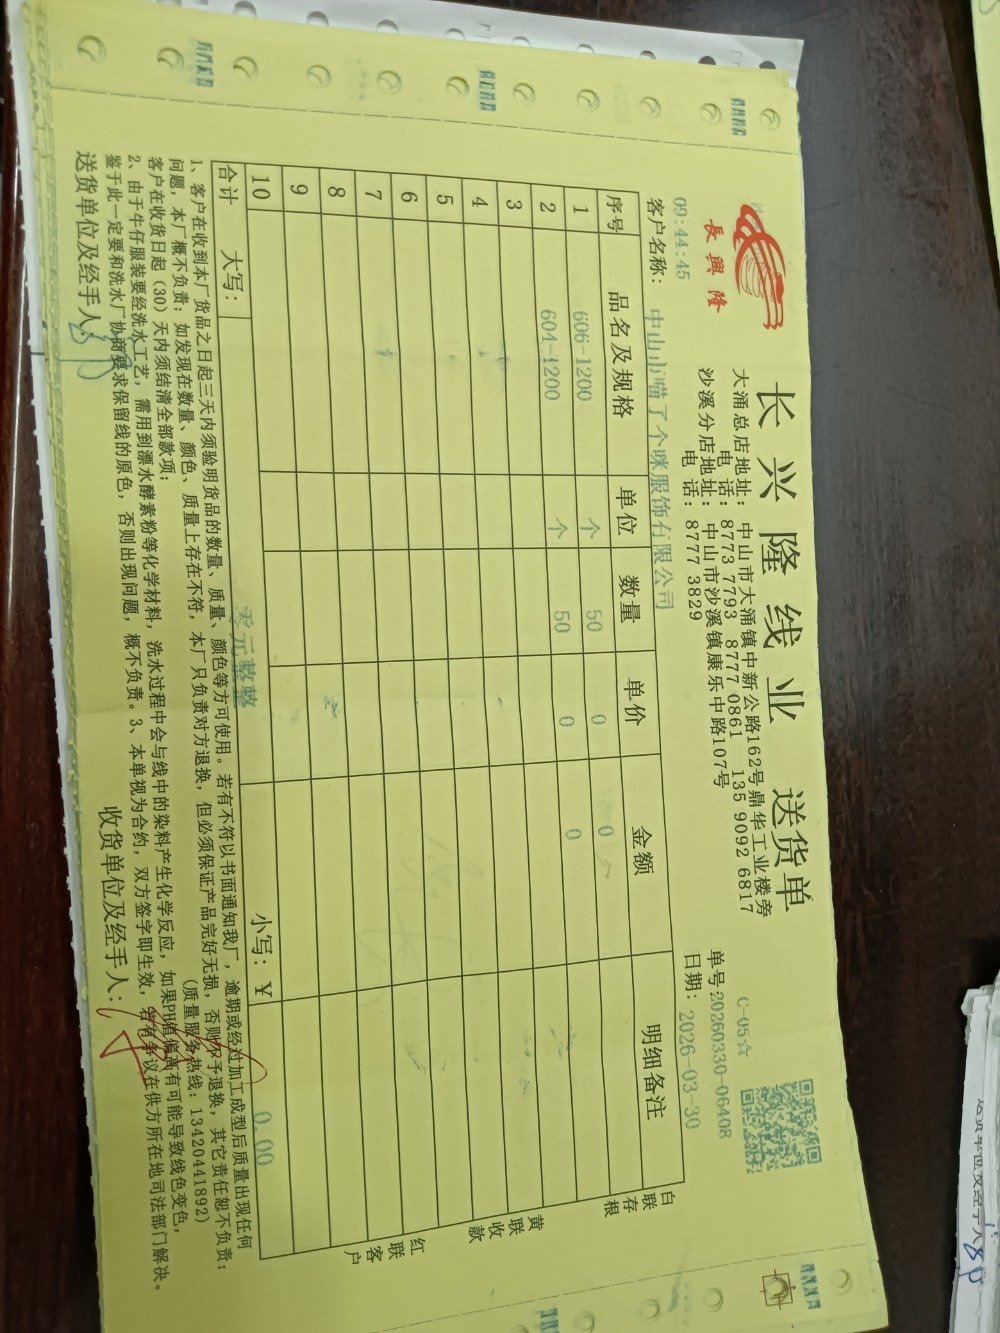 长兴隆线业 送货单
長興隆
大涌总店地址：中山市大涌镇中新公路162号鼎华工业楼旁
电话：8773 7793 8777 0861 135 9092 6817
沙溪分店地址：中山市沙溪镇康乐中路107号
电话：8777 3829
C-05☆
单号:20260330-06408
09:44:45
日期：2026-03-30
客户名称：中山市喵了个咪服饰有限公司
序号 品名及规格 单位 数量 单价 金额 明细备注
1 606-1200 个 50 0 0
2 604-1200 个 50 0 0
3
4
5
6
7
8
9
10
合计 大写： 零元整整 小写：￥ 0.00
白联存根
黄联收款
红联客户
1、客户在收到本厂货品之日起三天内须验明货品的数量、质量、颜色等方可使用。若有不符以书面通知我厂，逾期或经过加工成型后质量出现任何
问题，本厂概不负责；如发现在数量、颜色、质量上存在不符，本厂只负责对方退换，但必须保证产品完好无损，否则不予退换，其它责任恕不负责；
客户在收货日起（30）天内须结清全部款项； （质量服务热线：13420441892）
2、由于牛仔服装要经洗水工艺，需用到漂水酵素粉等化学材料，洗水过程中会与线中的染料产生化学反应，如果PH值偏高有可能导致线色变色，
鉴于此一定要和洗水厂协商要求保留线的原色，否则出现问题，概不负责。3、本单视为合约，双方签字即生效，若有争议在供方所在地司法部门解决。
送货单位及经手人： 收货单位及经手人：